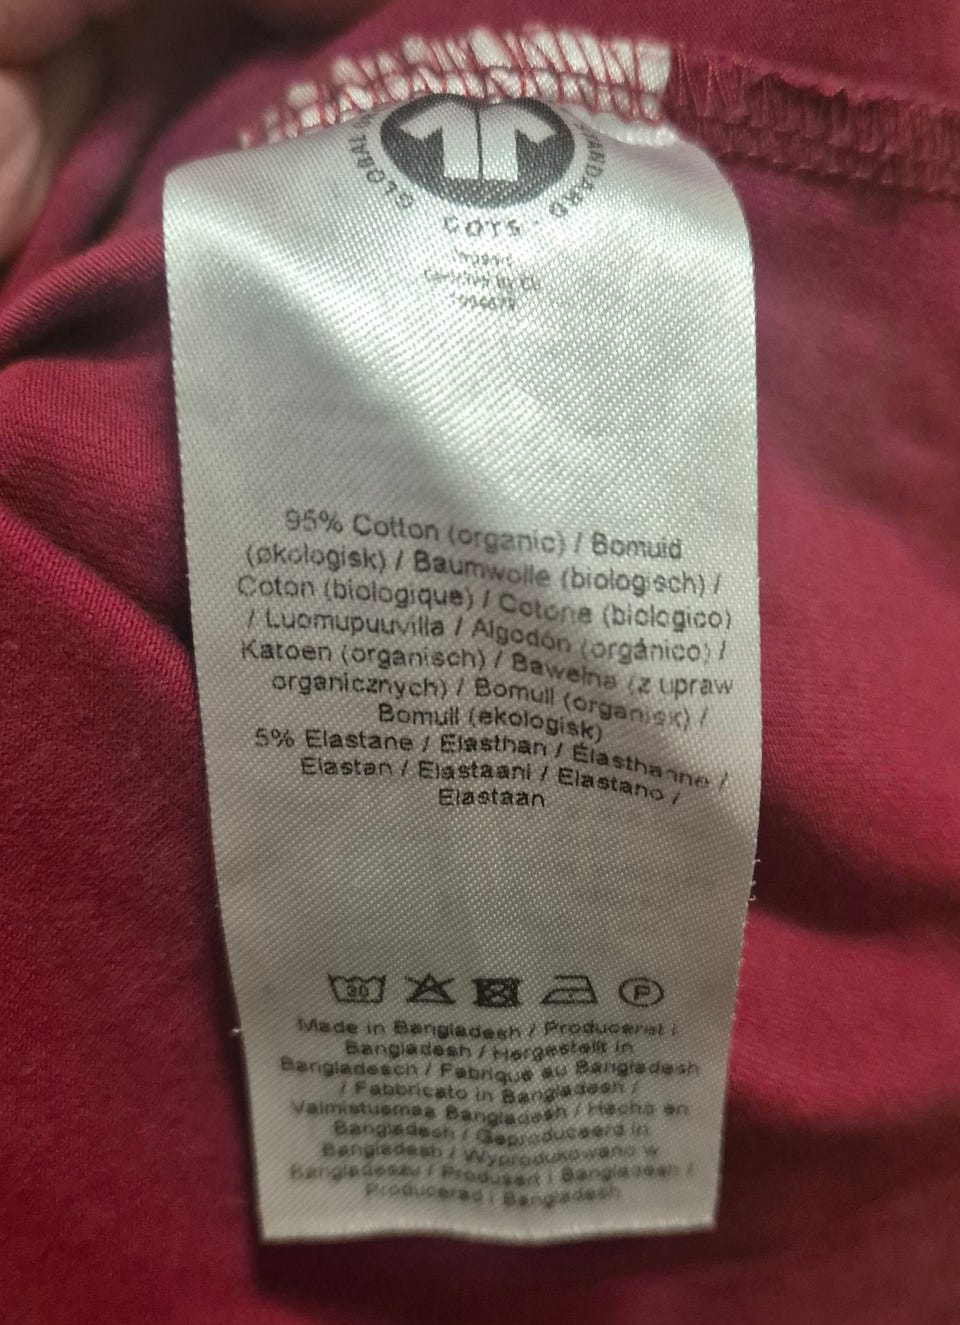 GLOBAL
STANDARD
GOTS
95% Cotton (organic) / Bomuld
(økologisk) / Baumwolle (biologisch) /
Coton (biologique) / Cotone (biologico)
/ Luomupuuvilla / Algodón (orgánico) /
Katoen (organisch) / Bawełna (z upraw
organicznych) / Bomull (organisk) /
Bomull (ekologisk)
5% Elastane / Elasthan / Élasthanne /
Elastan / Elastaani / Elastano /
Elastaan
30
P
Made in Bangladesh / Produceret i
Bangladesh / Hergestellt in
Bangladesch / Fabriqué au Bangladesh
/ Fabbricato in Bangladesh /
Valmistusmaa Bangladesh / Hecho en
Bangladesh / Geproduceerd in
Bangladesh / Wyprodukowano w
Bangladeszu / Produsert i Bangladesh /
Producerad i Bangladesh